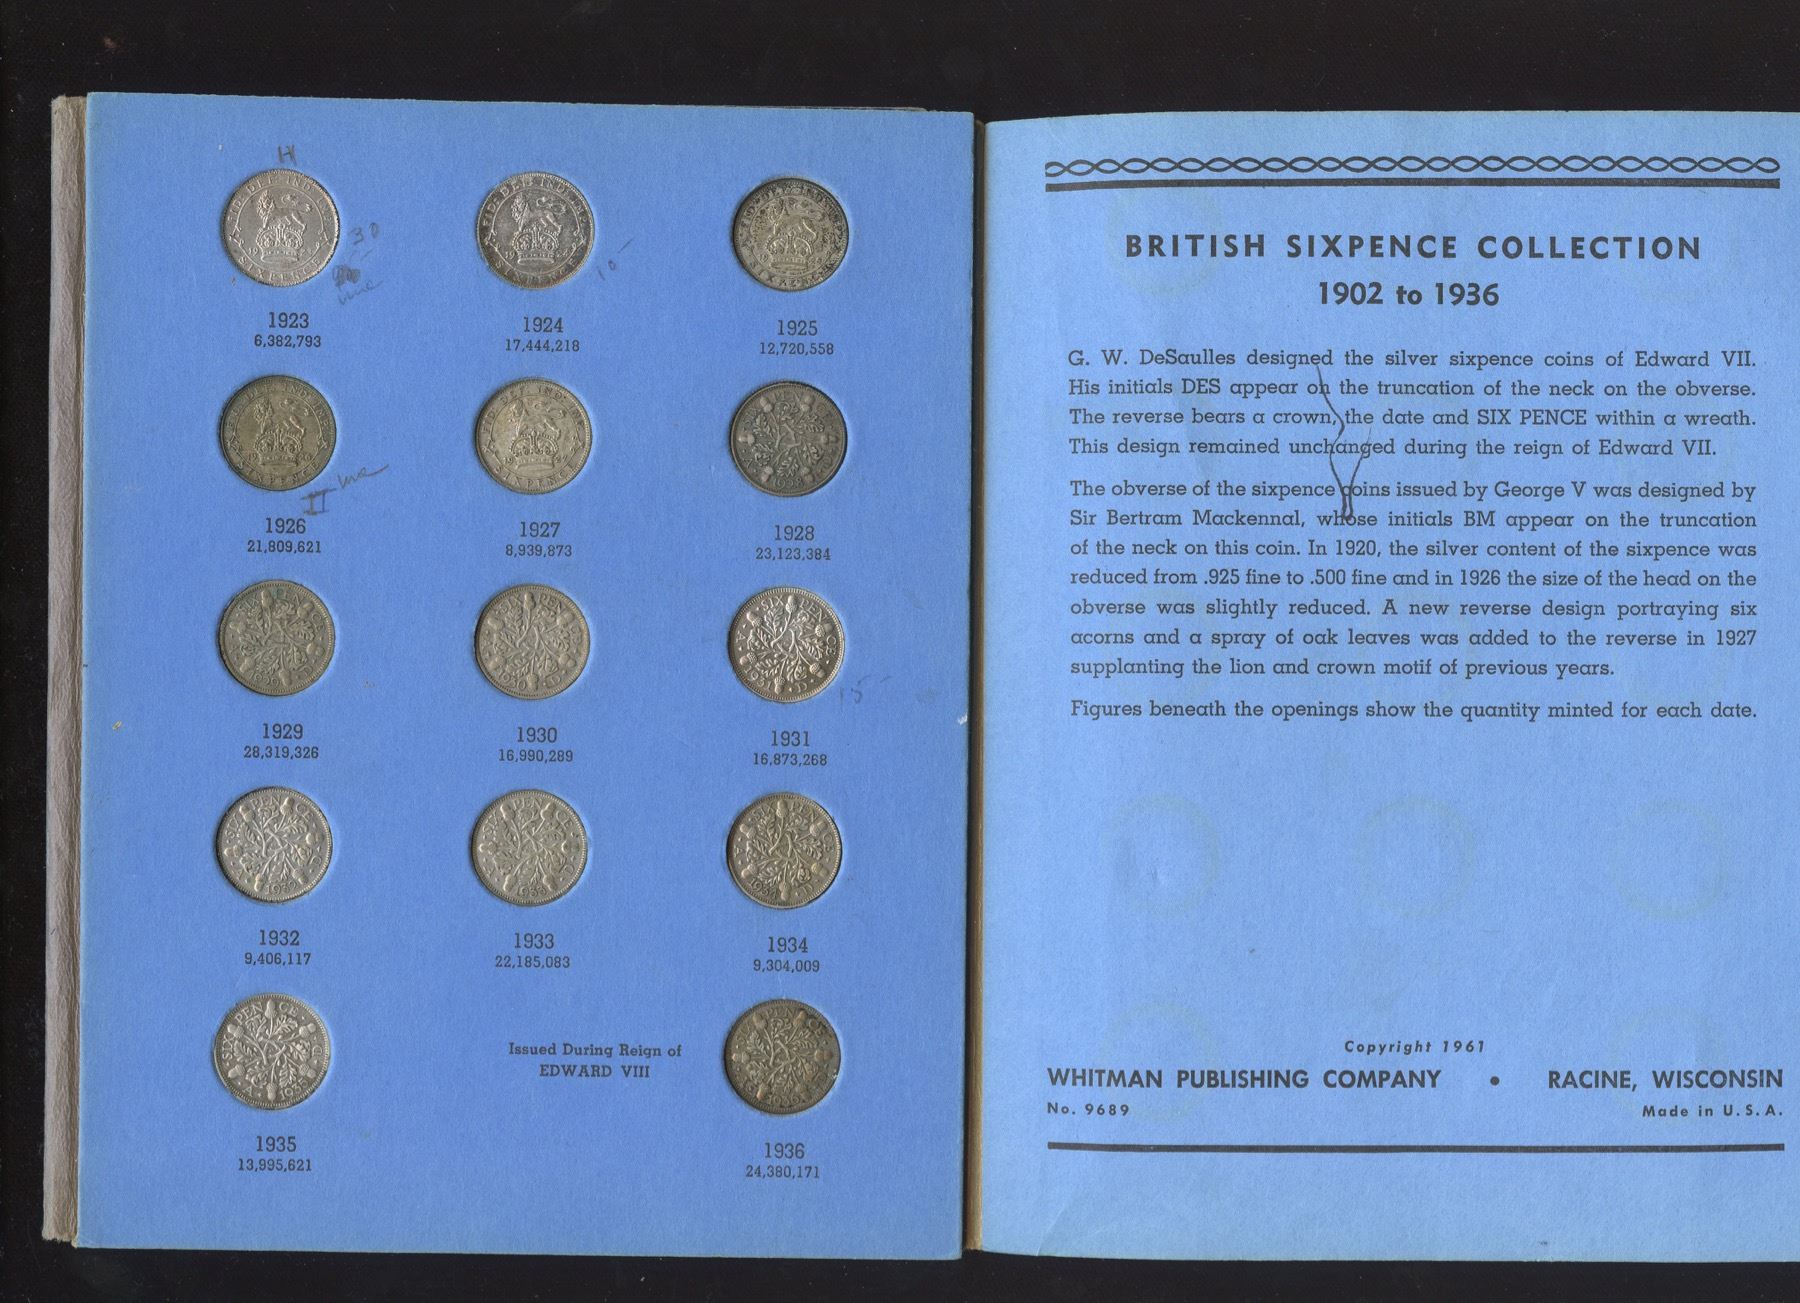 H
30
10-
1923
6,382,793
1924
17,444,218
1925
12,720,558
II
1926
21,809,621
1927
8,939,873
1928
23,123,384
15-
1929
28,319,326
1930
16,990,289
1931
16,873,268
1932
9,406,117
1933
22,185,083
1934
9,304,009
Issued During Reign of
EDWARD VIII
1935
13,995,621
1936
24,380,171
BRITISH SIXPENCE COLLECTION
1902 to 1936
G. W. DeSaulles designed the silver sixpence coins of Edward VII.
His initials DES appear on the truncation of the neck on the obverse.
The reverse bears a crown, the date and SIX PENCE within a wreath.
This design remained unchanged during the reign of Edward VII.
The obverse of the sixpence coins issued by George V was designed by
Sir Bertram Mackennal, whose initials BM appear on the truncation
of the neck on this coin. In 1920, the silver content of the sixpence was
reduced from .925 fine to .500 fine and in 1926 the size of the head on the
obverse was slightly reduced. A new reverse design portraying six
acorns and a spray of oak leaves was added to the reverse in 1927
supplanting the lion and crown motif of previous years.
Figures beneath the openings show the quantity minted for each date.
Copyright 1961
WHITMAN PUBLISHING COMPANY • RACINE, WISCONSIN
No. 9689 Made in U.S.A.